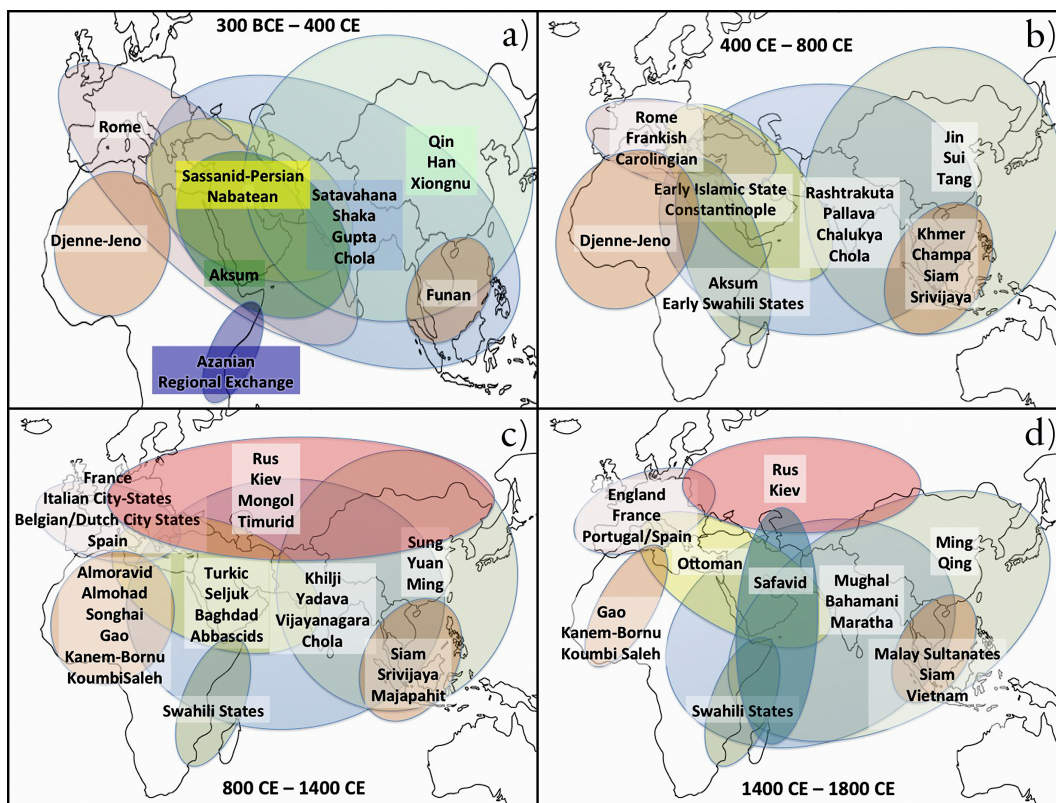 300 BCE – 400 CE
a)
Rome
Qin
Han
Xiongnu
Sassanid-Persian
Nabatean
Satavahana
Shaka
Gupta
Chola
Djenne-Jeno
Aksum
Funan
Azanian
Regional Exchange
400 CE – 800 CE
b)
Rome
Frankish
Carolingian
Jin
Sui
Tang
Early Islamic State
Constantinople
Rashtrakuta
Pallava
Chalukya
Chola
Djenne-Jeno
Khmer
Champa
Siam
Srivijaya
Aksum
Early Swahili States
c)
France
Italian City-States
Belgian/Dutch City States
Spain
Rus
Kiev
Mongol
Timurid
Sung
Yuan
Ming
Almoravid
Almohad
Songhai
Gao
Kanem-Bornu
KoumbiSaleh
Turkic
Seljuk
Baghdad
Abbascids
Khilji
Yadava
Vijayanagara
Chola
Siam
Srivijaya
Majapahit
Swahili States
800 CE – 1400 CE
d)
Rus
Kiev
England
France
Portugal/Spain
Ming
Qing
Ottoman
Safavid
Mughal
Bahamani
Maratha
Gao
Kanem-Bornu
Koumbi Saleh
Malay Sultanates
Siam
Vietnam
Swahili States
1400 CE – 1800 CE